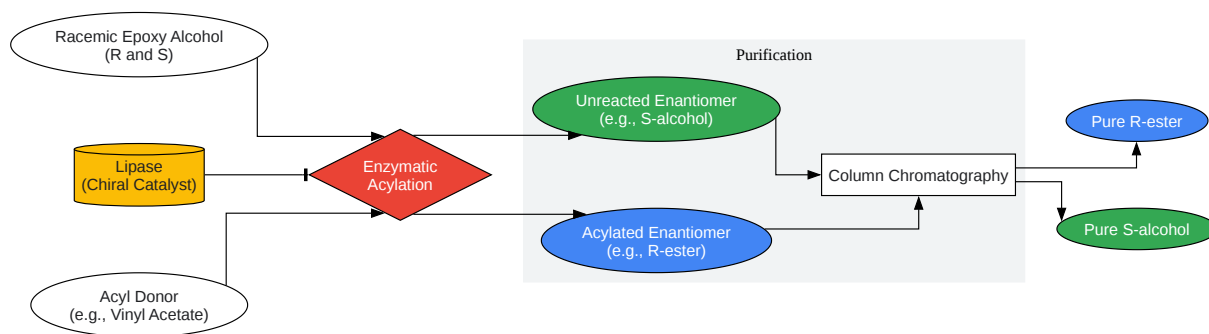 Racemic Epoxy Alcohol
(R and S)
Lipase
(Chiral Catalyst)
Acyl Donor
(e.g., Vinyl Acetate)
Enzymatic
Acylation
Purification
Unreacted Enantiomer
(e.g., S-alcohol)
Acylated Enantiomer
(e.g., R-ester)
Column Chromatography
Pure R-ester
Pure S-alcohol